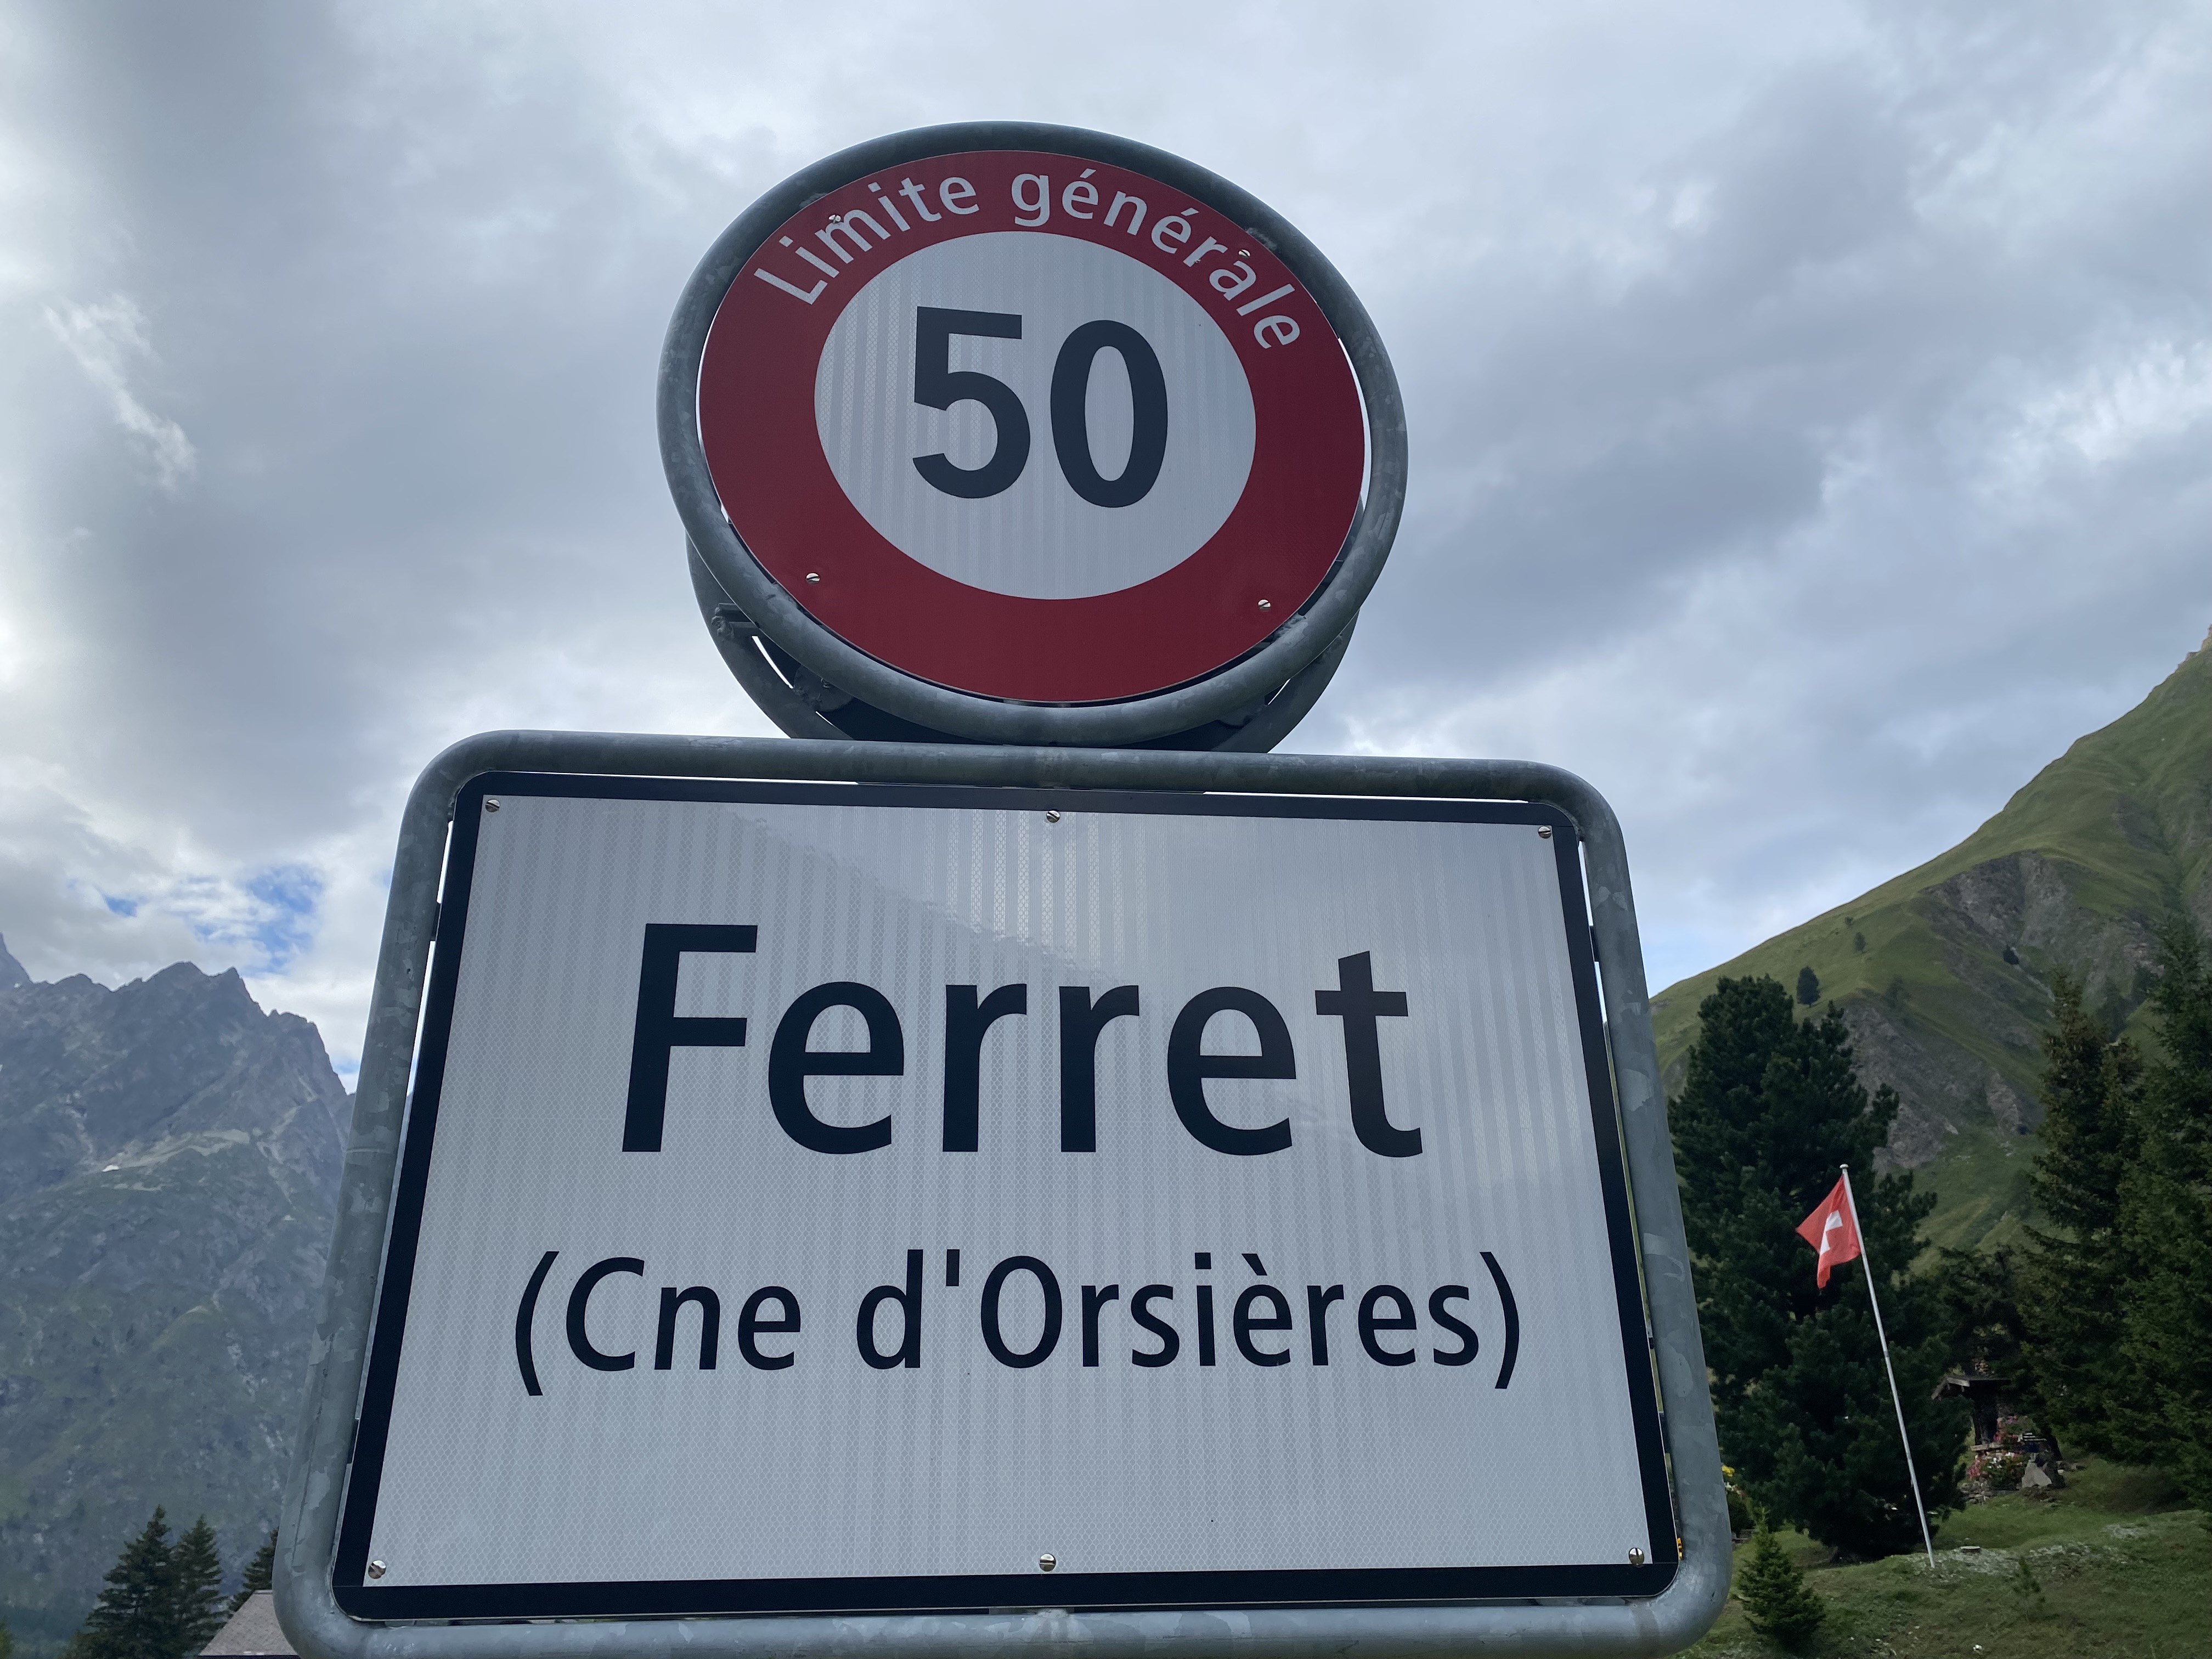 Limite générale
50
Ferret
(Cne d'Orsières)